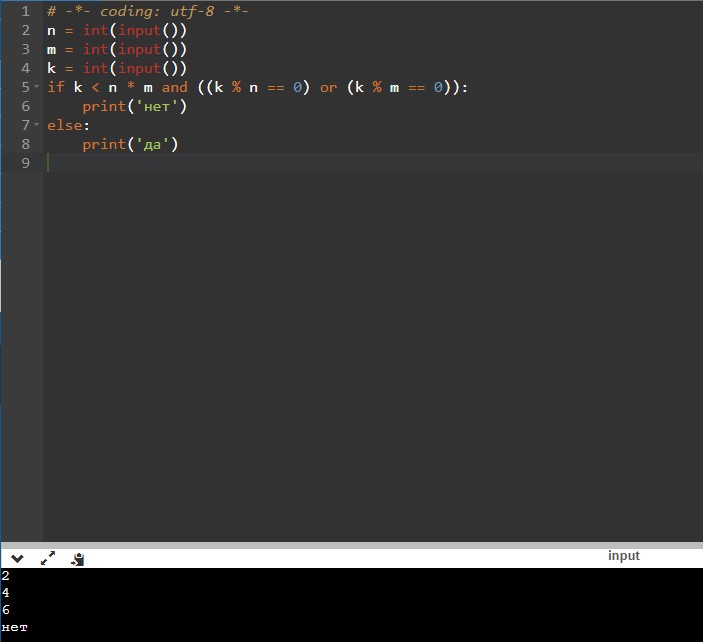 1 # -*- coding: utf-8 -*-
2 n = int(input())
3 m = int(input())
4 k = int(input())
5 if k < n * m and ((k % n == 0) or (k % m == 0)):
6     print('нет')
7 else:
8     print('да')
9
input
2
4
6
нет